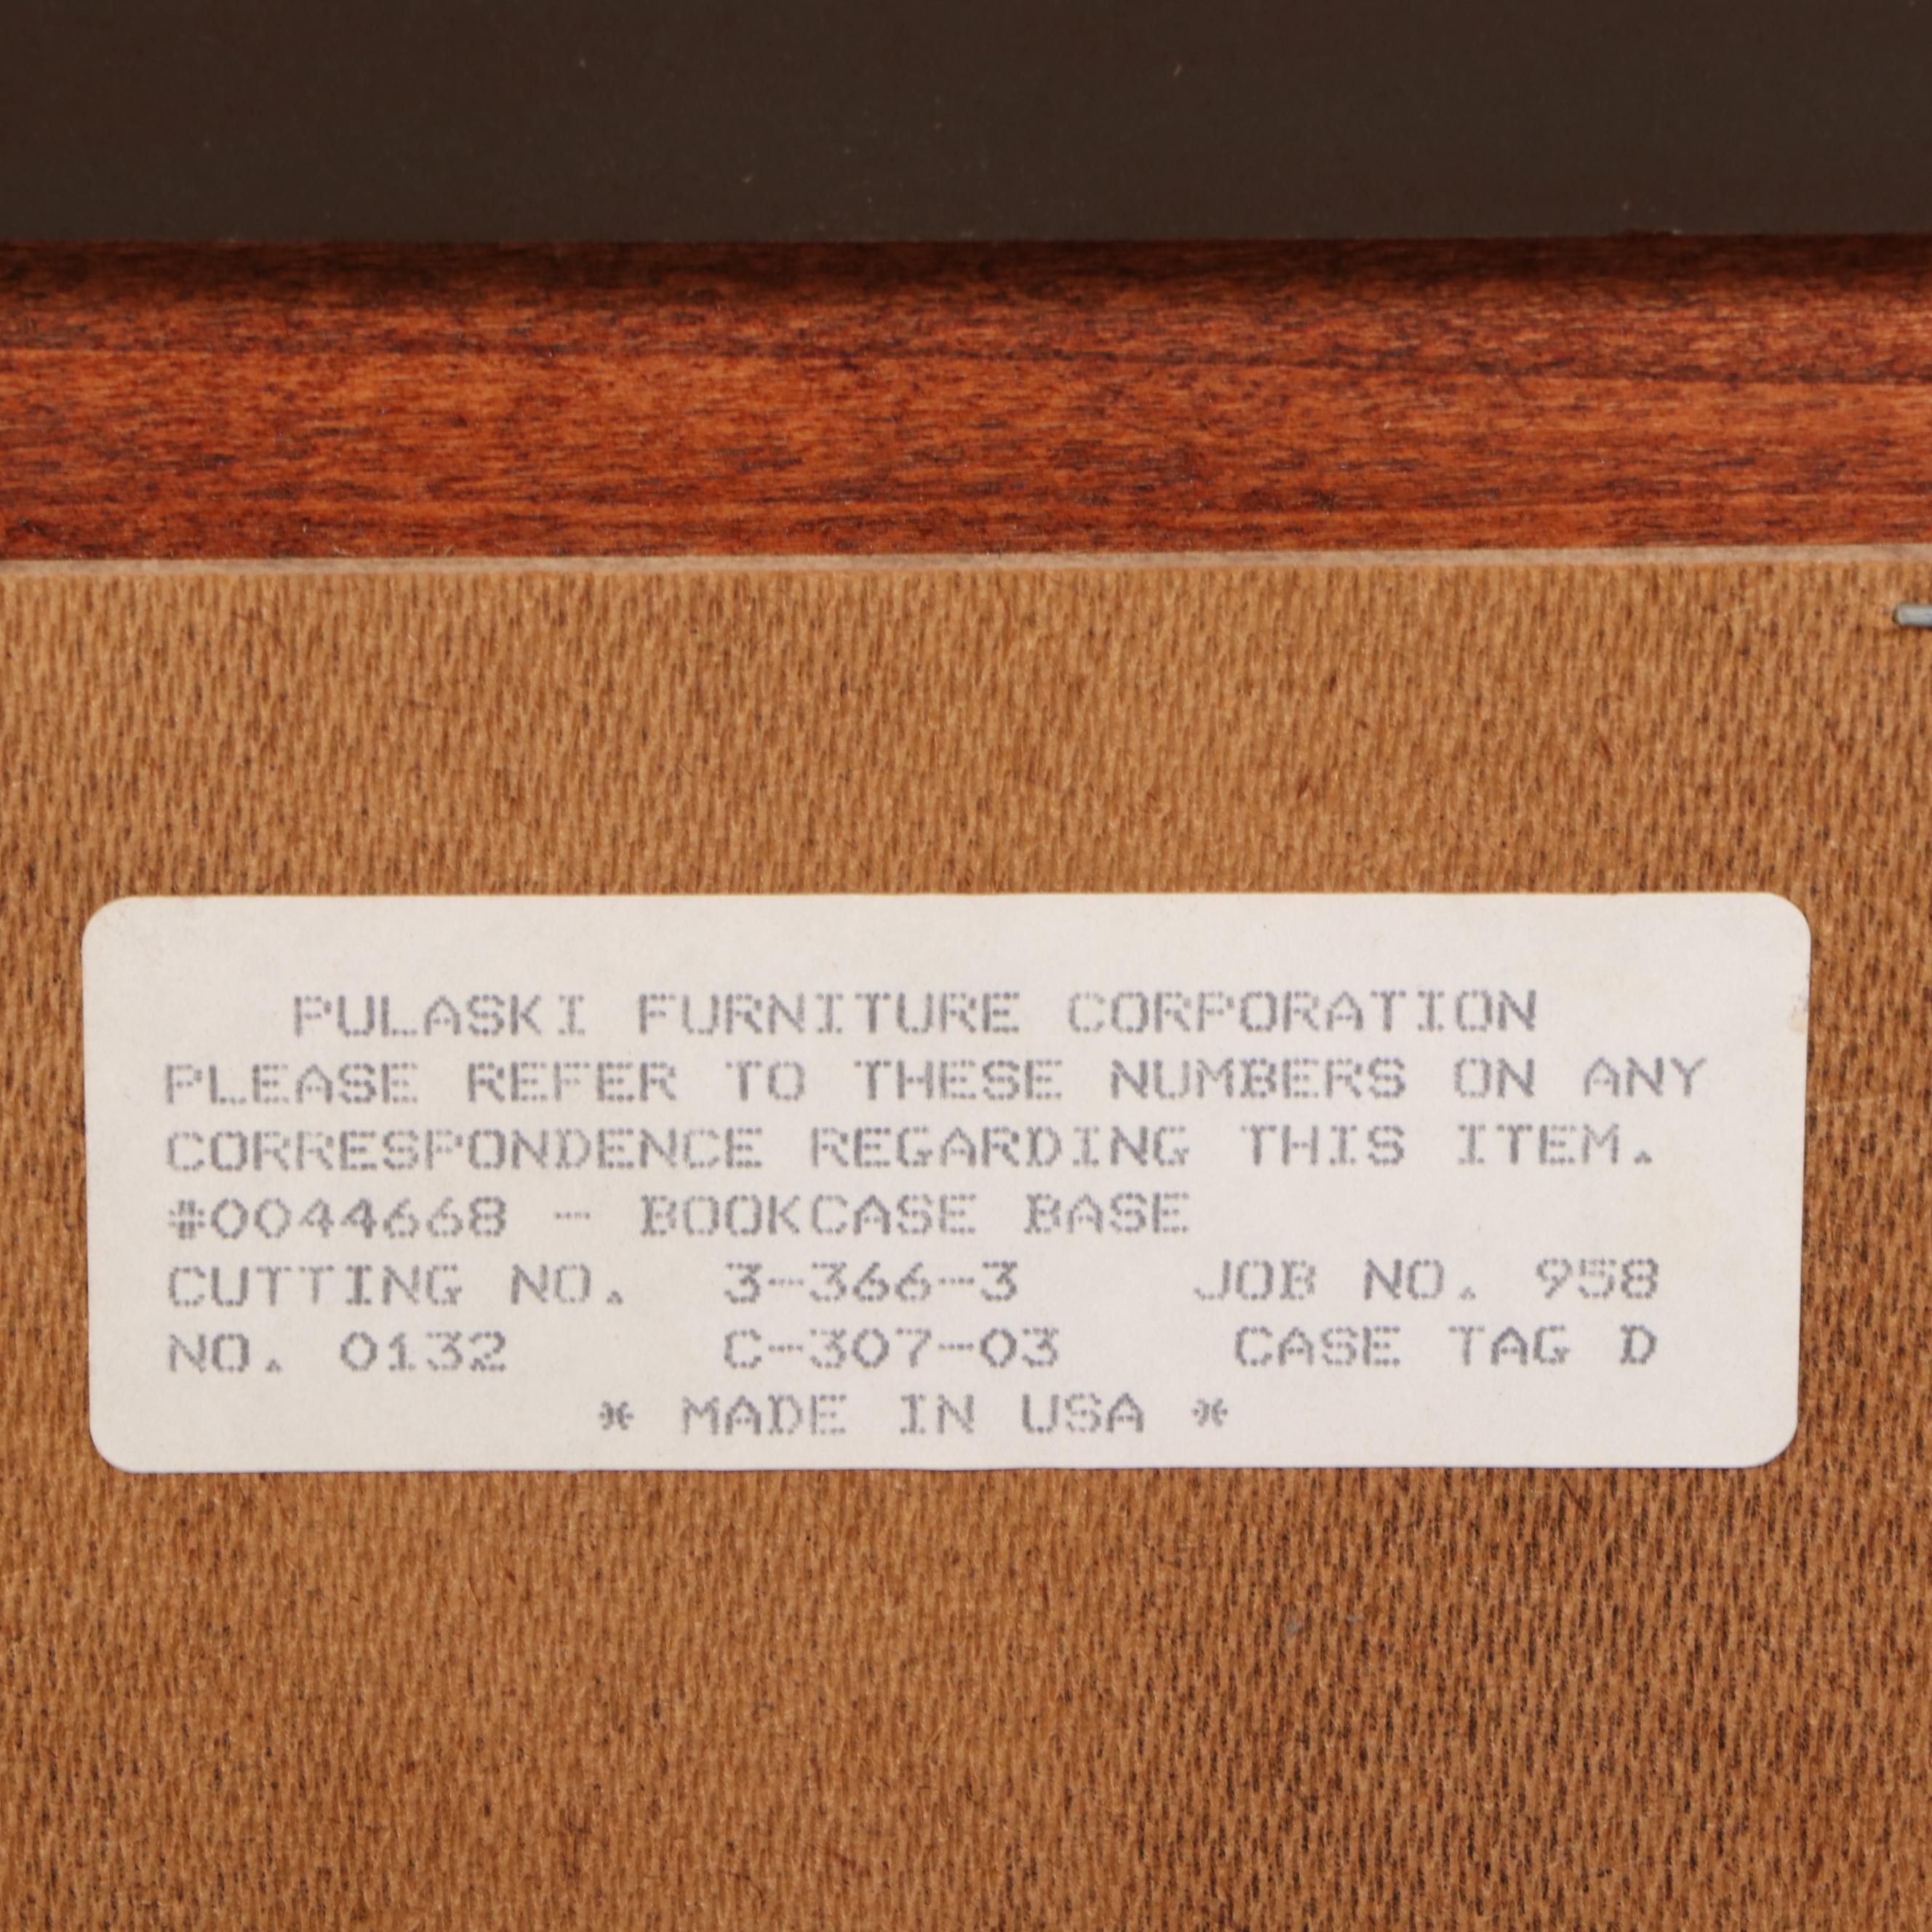 PULASKI FURNITURE CORPORATION
PLEASE REFER TO THESE NUMBERS ON ANY
CORRESPONDENCE REGARDING THIS ITEM.
#0044668 - BOOKCASE BASE
CUTTING NO. 3-366-3 JOB NO. 958
NO. 0132 C-307-03 CASE TAG D
* MADE IN USA *